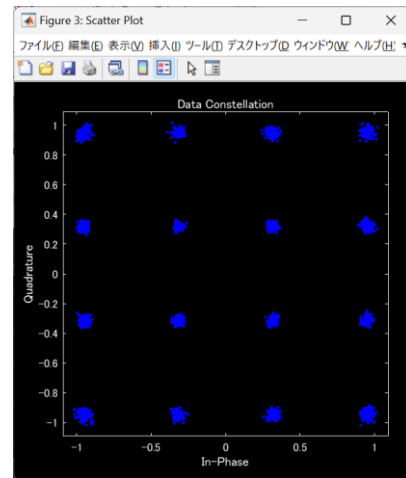 Figure 3: Scatter Plot
ファイル(F) 編集(E) 表示(V) 挿入(I) ツール(T) デスクトップ(D ウィンドウ(W ヘルプ(H:
Data Constellation
1
0.8
0.6
0.4
0.2
0
-0.2
-0.4
-0.6
-0.8
-1
Quadrature
-1 -0.5 0 0.5 1
In-Phase